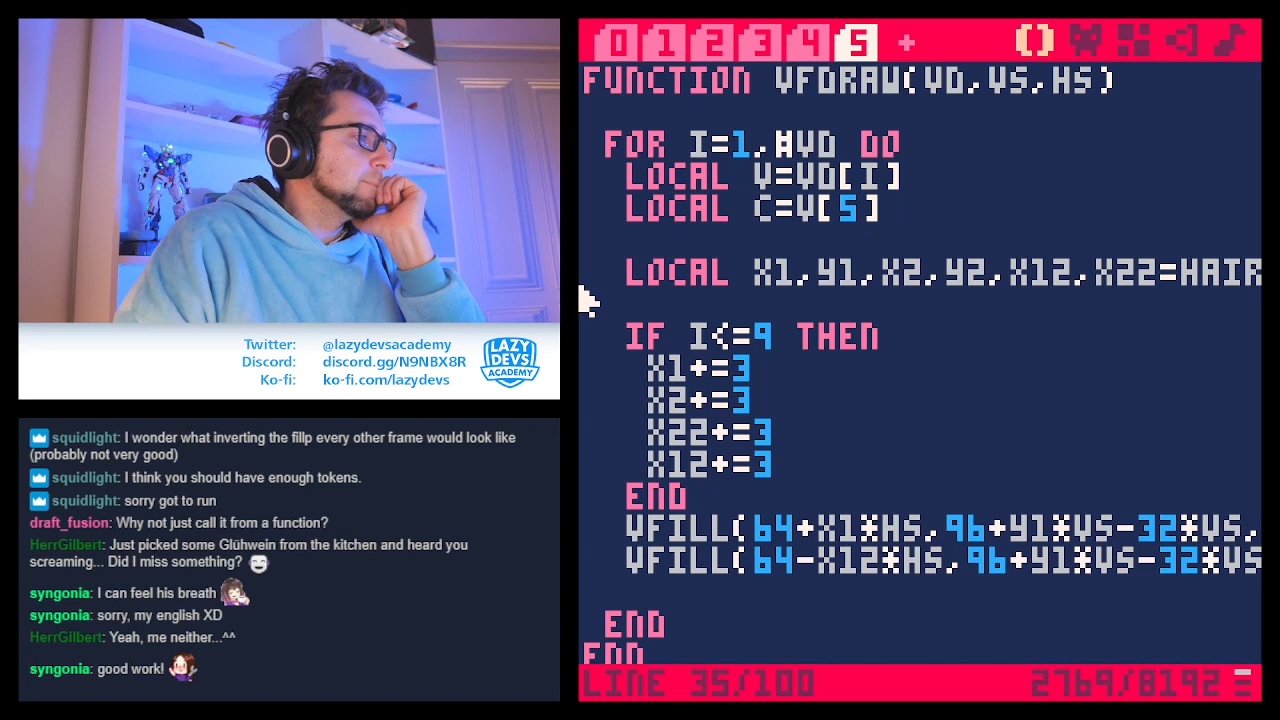 Twitter: @lazydevsacademy
Discord: discord.gg/N9NBX8R
Ko-fi: ko-fi.com/lazydevs
LAZY
DEVS
ACADEMY
squidlight: I wonder what inverting the fillp every other frame would look like
(probably not very good)
squidlight: I think you should have enough tokens.
squidlight: sorry got to run
draft_fusion: Why not just call it from a function?
HerrGilbert: Just picked some Glühwein from the kitchen and heard you
screaming... Did I miss something?
syngonia: I can feel his breath
syngonia: sorry, my english XD
HerrGilbert: Yeah, me neither...^^
syngonia: good work!
0 1 2 3 4 5 +
FUNCTION VFDRAW(VD,VS,HS)
FOR I=1,#VD DO
LOCAL V=VD[I]
LOCAL C=V[5]
LOCAL X1,Y1,X2,Y2,X12,X22=HAIR
IF I<=9 THEN
X1+=3
X2+=3
X22+=3
X12+=3
END
VFILL(64+X1*HS,96+Y1*VS-32*VS,
VFILL(64-X12*HS,96+Y1*VS-32*VS
END
END
LINE 35/100
2769/8192